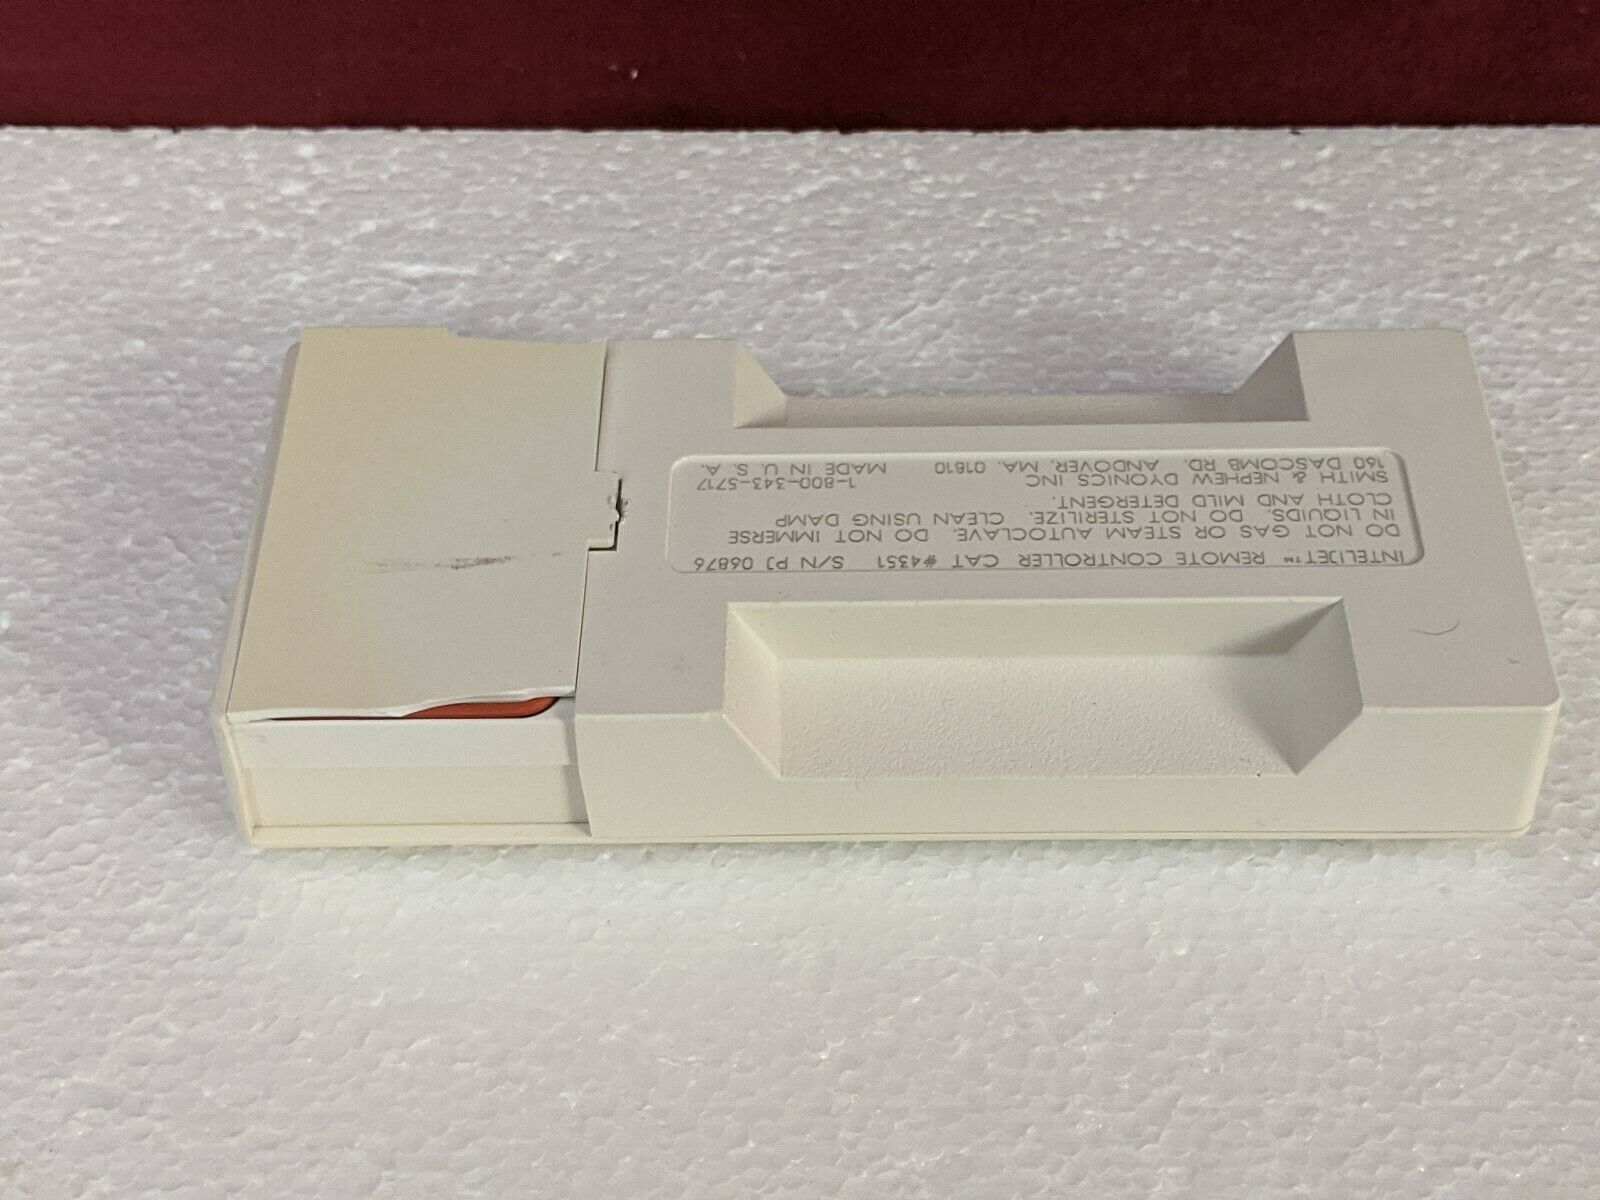 INTELIJET™ REMOTE CONTROLLER CAT #4351 S/N PJ 06876
DO NOT GAS OR STEAM AUTOCLAVE. DO NOT IMMERSE
IN LIQUIDS. DO NOT STERILIZE. CLEAN USING DAMP
CLOTH AND MILD DETERGENT.
SMITH & NEPHEW DYONICS INC 1-800-343-5717
160 DASCOMB RD. ANDOVER, MA. 01810 MADE IN U. S. A.